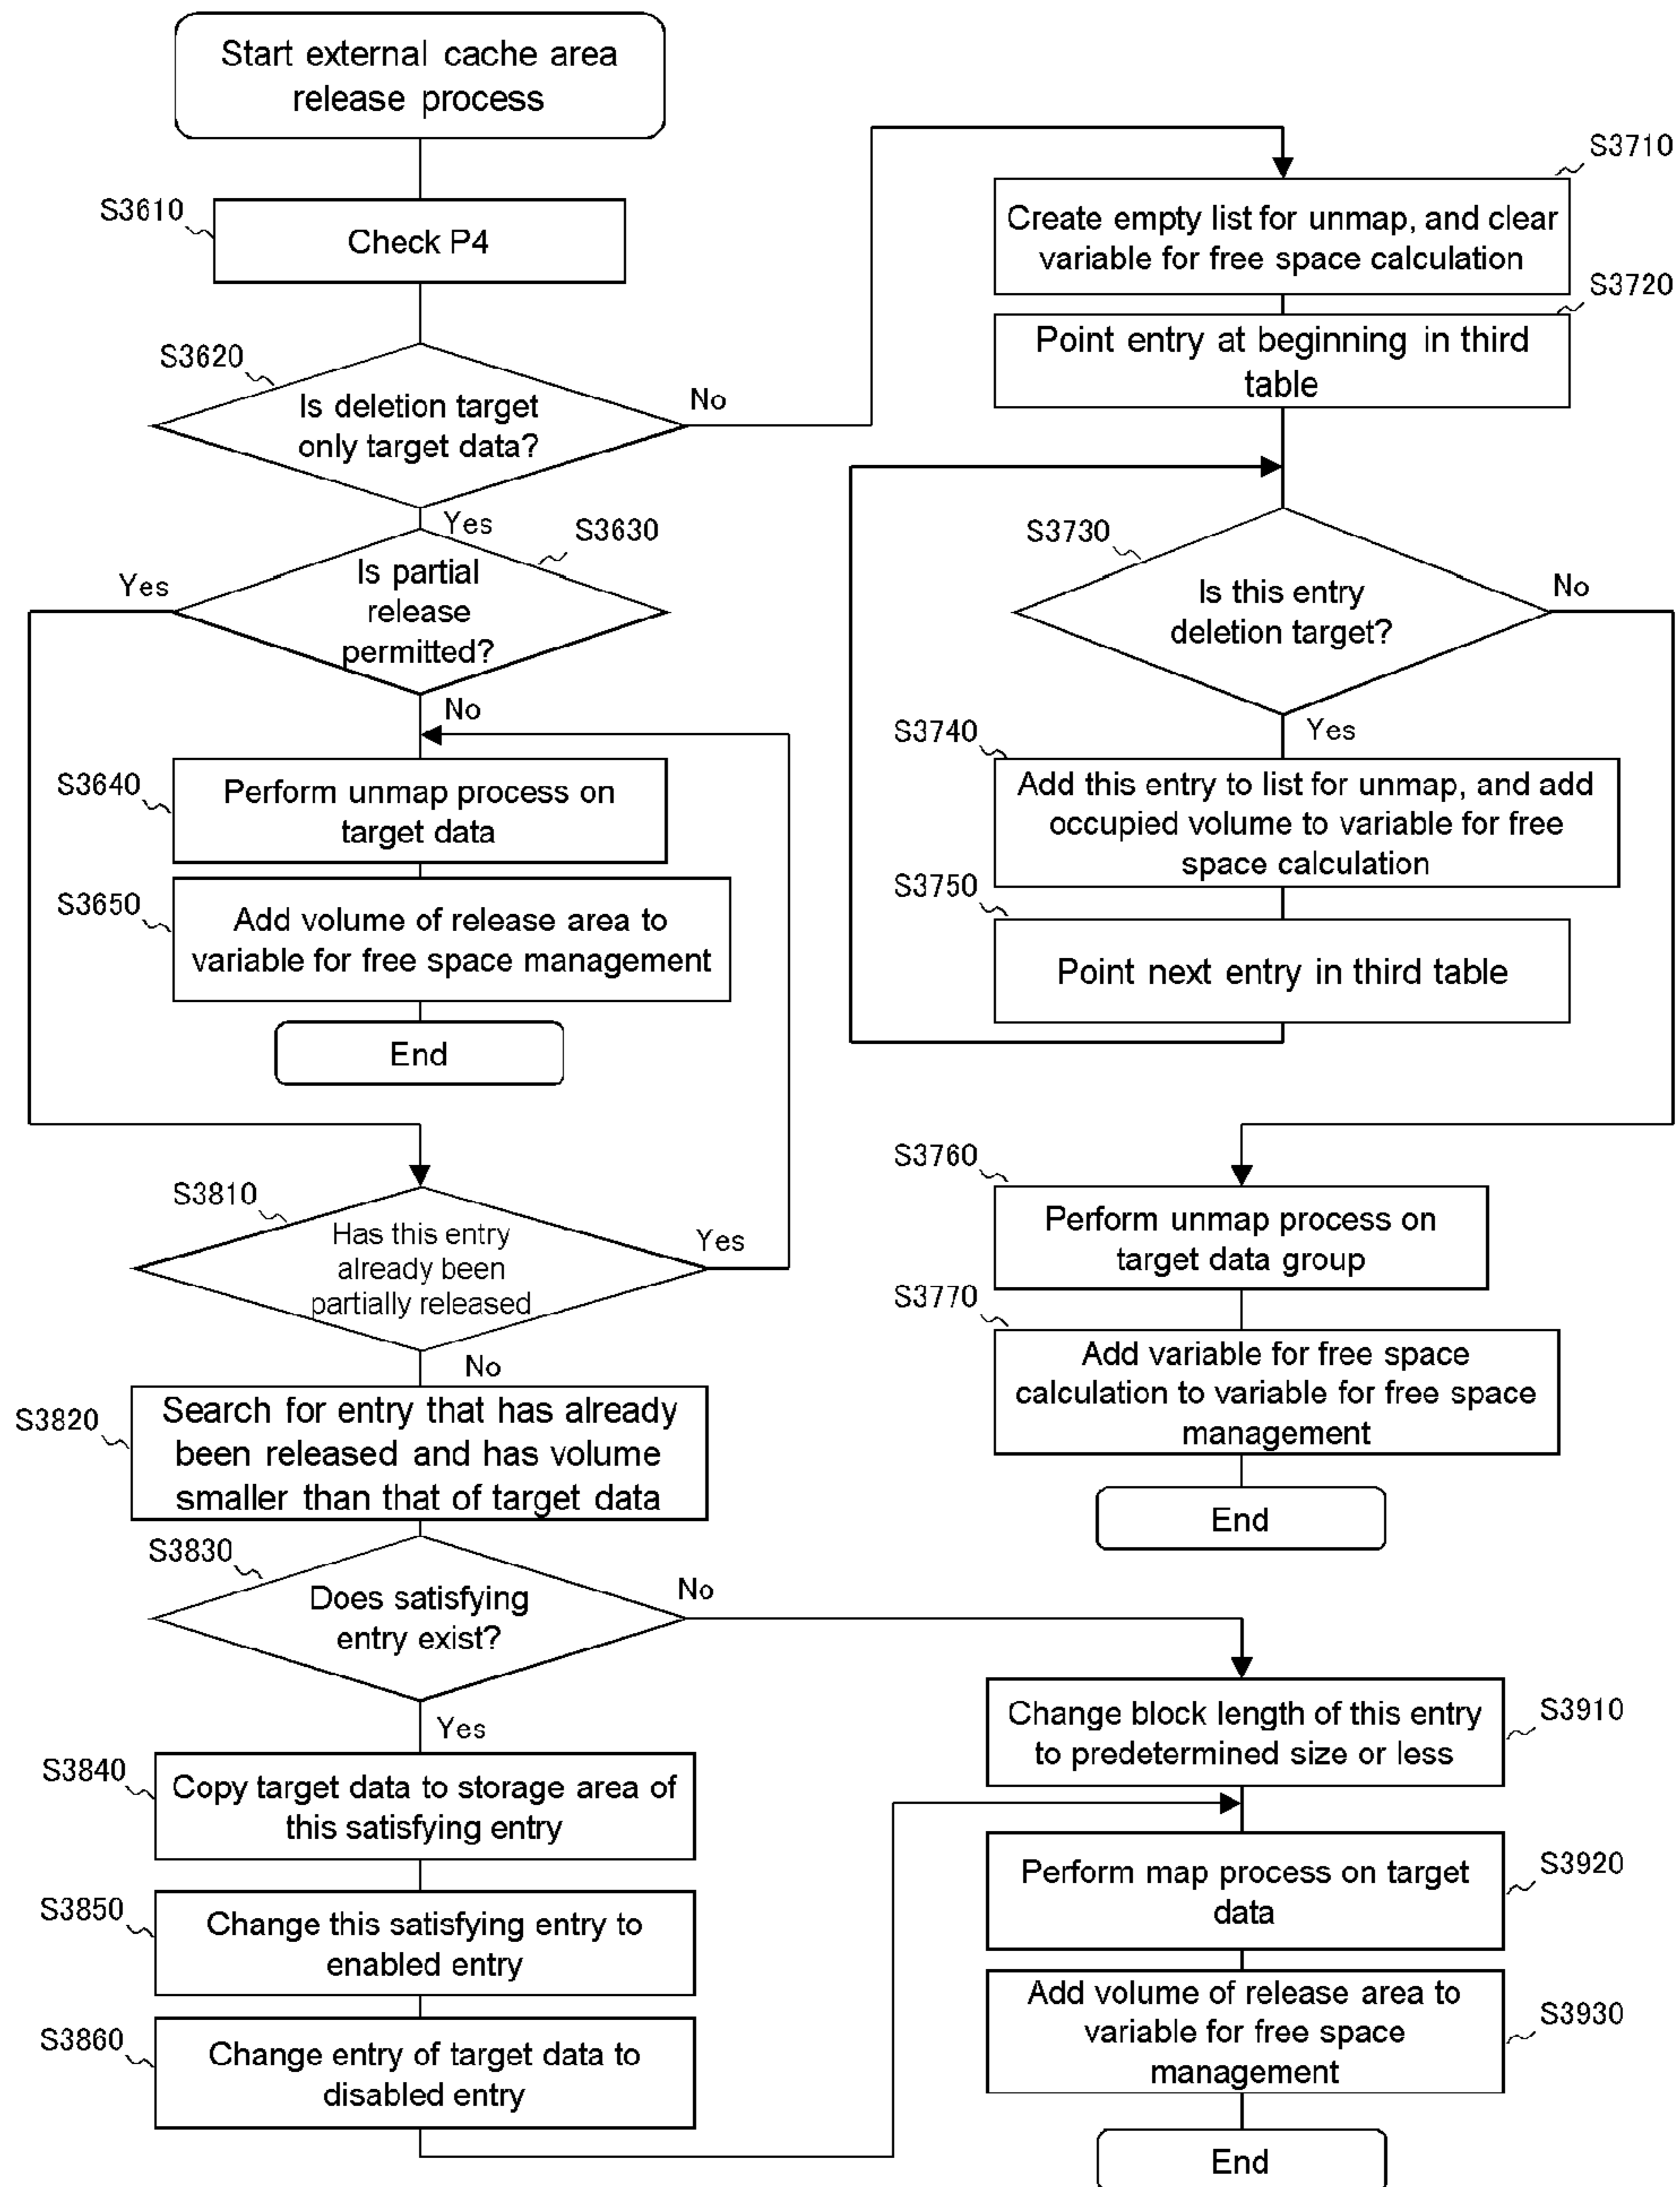 Start external cache area
release process
S3610
Check P4
S3620
Is deletion target
only target data?
No
Yes
S3630
Is partial
release
permitted?
Yes
No
S3640
Perform unmap process on
target data
S3650
Add volume of release area to
variable for free space management
End
S3810
Has this entry
already been
partially released
Yes
No
S3820
Search for entry that has already
been released and has volume
smaller than that of target data
S3830
Does satisfying
entry exist?
No
Yes
S3840
Copy target data to storage area of
this satisfying entry
S3850
Change this satisfying entry to
enabled entry
S3860
Change entry of target data to
disabled entry
S3710
Create empty list for unmap, and clear
variable for free space calculation
S3720
Point entry at beginning in third
table
S3730
Is this entry
deletion target?
No
Yes
S3740
Add this entry to list for unmap, and add
occupied volume to variable for free
space calculation
S3750
Point next entry in third table
S3760
Perform unmap process on
target data group
S3770
Add variable for free space
calculation to variable for free space
management
End
S3910
Change block length of this entry
to predetermined size or less
S3920
Perform map process on target
data
S3930
Add volume of release area to
variable for free space
management
End